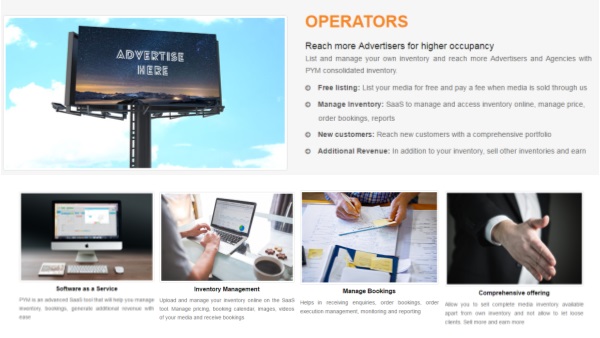 ADVERTISE
HERE
OPERATORS
Reach more Advertisers for higher occupancy
List and manage your own inventory and reach more Advertisers and Agencies with
PYM consolidated inventory.
Free listing: List your media for free and pay a fee when media is sold through us
Manage Inventory: SaaS to manage and access inventory online, manage price,
order bookings, reports
New customers: Reach new customers with a comprehensive portfolio
Additional Revenue: In addition to your inventory, sell other inventories and earn
Software as a Service
PYM is an advanced SaaS tool that will help you manage
inventory, bookings, generate additional revenue with
ease
Inventory Management
Upload and manage your inventory online on the SaaS
tool. Manage pricing, booking calendar, images, videos
of your media and receive bookings
Manage Bookings
Helps in receiving enquiries, order bookings, order
execution management, monitoring and reporting
Comprehensive offering
Allow you to sell complete media inventory available
apart from own inventory and not allow to let loose
clients. Sell more and earn more